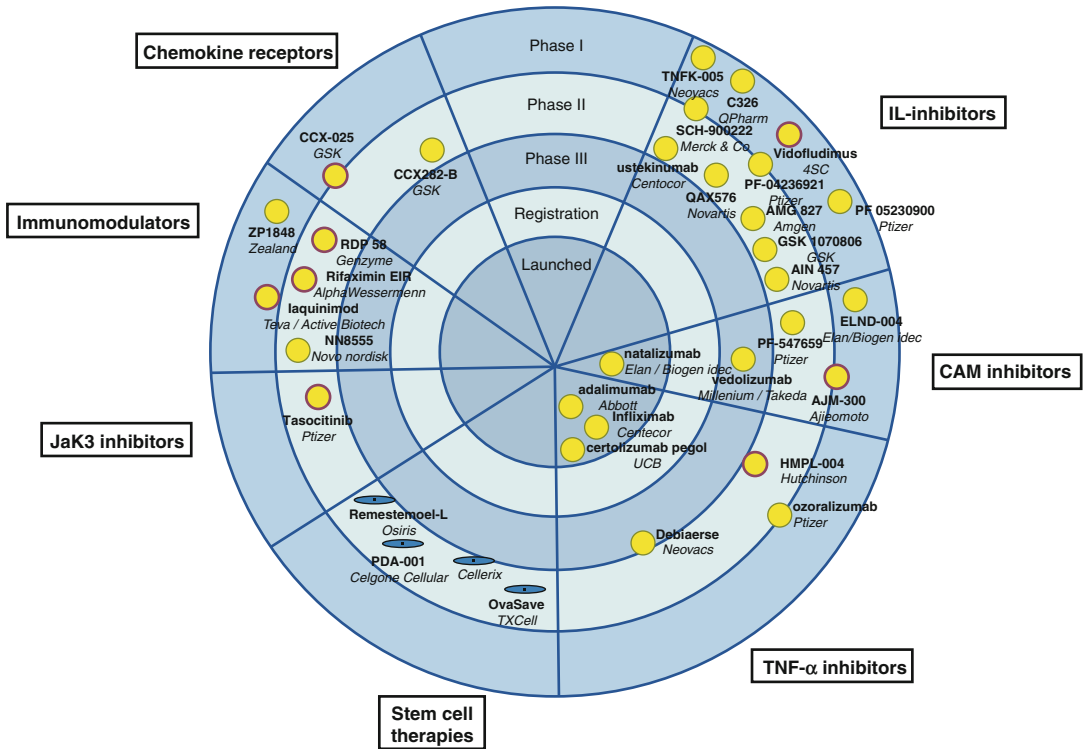 Chemokine receptors
Immunomodulators
JaK3 inhibitors
Stem cell
therapies
TNF-α inhibitors
CAM inhibitors
IL-inhibitors
Phase I
Phase II
Phase III
Registration
Launched
CCX-025
GSK
CCX282-B
GSK
ZP1848
Zealand
RDP 58
Genzyme
Rifaximin EIR
AlphaWessermenn
Iaquinimod
Teva / Active Biotech
NN8555
Novo nordisk
Tasocitinib
Ptizer
Remestemoel-L
Osiris
PDA-001
Celgone Cellular
Cellerix
OvaSave
TXCell
TNFK-005
Neovacs
C326
QPharm
SCH-900222
Merck & Co
Vidofludimus
4SC
ustekinumab
Centocor
PF-04236921
Ptizer
QAX576
Novartis
PF 05230900
Ptizer
AMG 827
Amgen
GSK 1070806
GSK
AIN 457
Novartis
ELND-004
Elan/Biogen idec
PF-547659
Ptizer
natalizumab
Elan / Biogen idec
vedolizumab
Millenium / Takeda
AJM-300
Ajieomoto
adalimumab
Abbott
Infliximab
Centecor
certolizumab pegol
UCB
HMPL-004
Hutchinson
ozoralizumab
Ptizer
Debiaerse
Neovacs